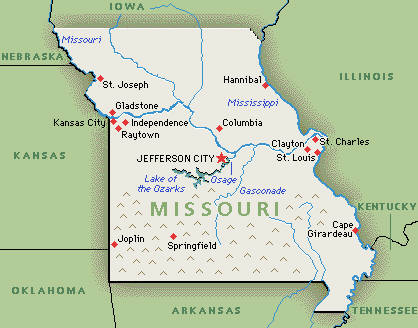 IOWA
Missouri
NEBRASKA
St. Joseph
Hannibal
ILLINOIS
Mississippi
Gladstone
Kansas City
Independence
Columbia
Raytown
Clayton
St. Charles
KANSAS
JEFFERSON CITY
St. Louis
Lake of
the Ozarks
Osage
Gasconade
MISSOURI
KENTUCKY
Cape
Girardeau
Joplin
Springfield
OKLAHOMA
ARKANSAS
TENNESSEE